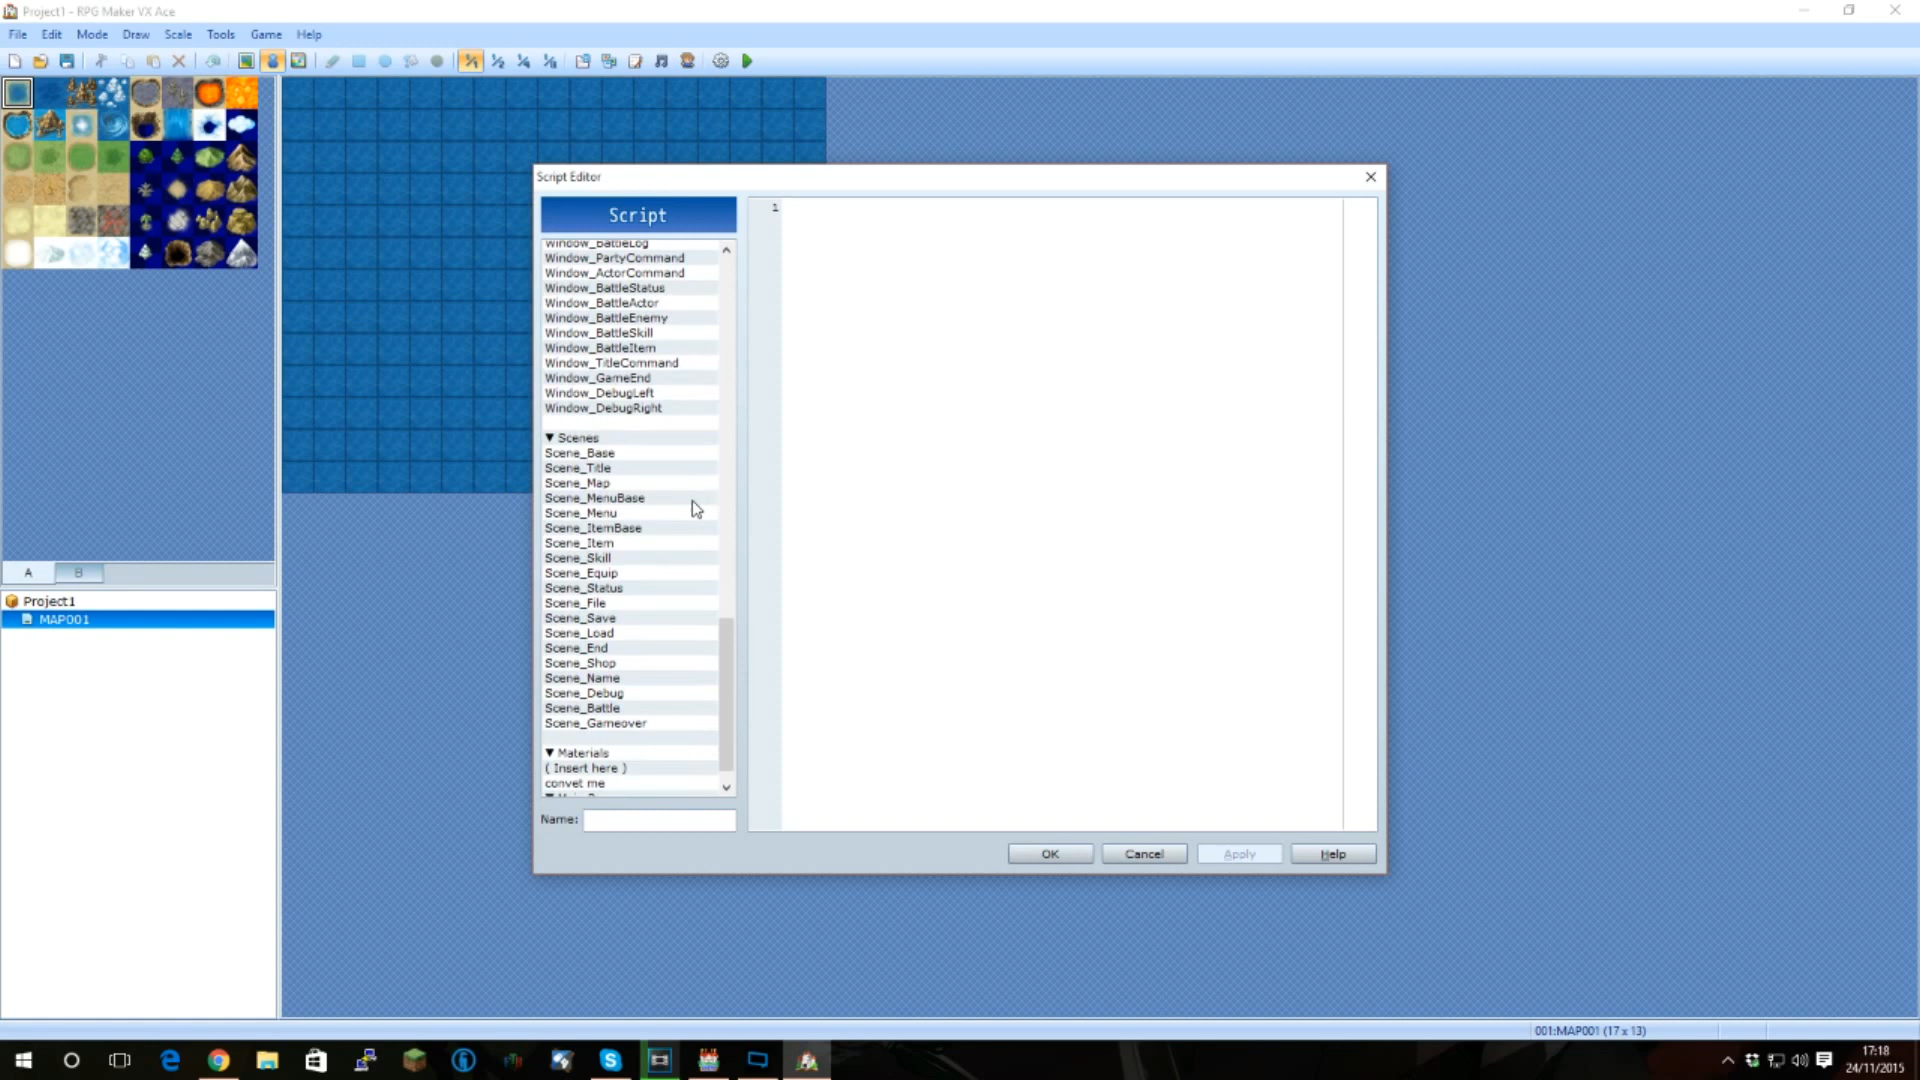 Project1 - RPG Maker VX Ace
File Edit Mode Draw Scale Tools Game Help
Script Editor
Script
1
Window_BattleLog
Window_PartyCommand
Window_ActorCommand
Window_BattleStatus
Window_BattleActor
Window_BattleEnemy
Window_BattleSkill
Window_BattleItem
Window_TitleCommand
Window_GameEnd
Window_DebugLeft
Window_DebugRight
▼ Scenes
Scene_Base
Scene_Title
Scene_Map
Scene_MenuBase
Scene_Menu
Scene_ItemBase
Scene_Item
Scene_Skill
Scene_Equip
Scene_Status
Scene_File
Scene_Save
Scene_Load
Scene_End
Scene_Shop
Scene_Name
Scene_Debug
Scene_Battle
Scene_Gameover
▼ Materials
( Insert here )
convet me
Name:
OK Cancel Apply Help
A B
Project1
MAP001
001:MAP001 (17 x 13)
17:18
24/11/2015